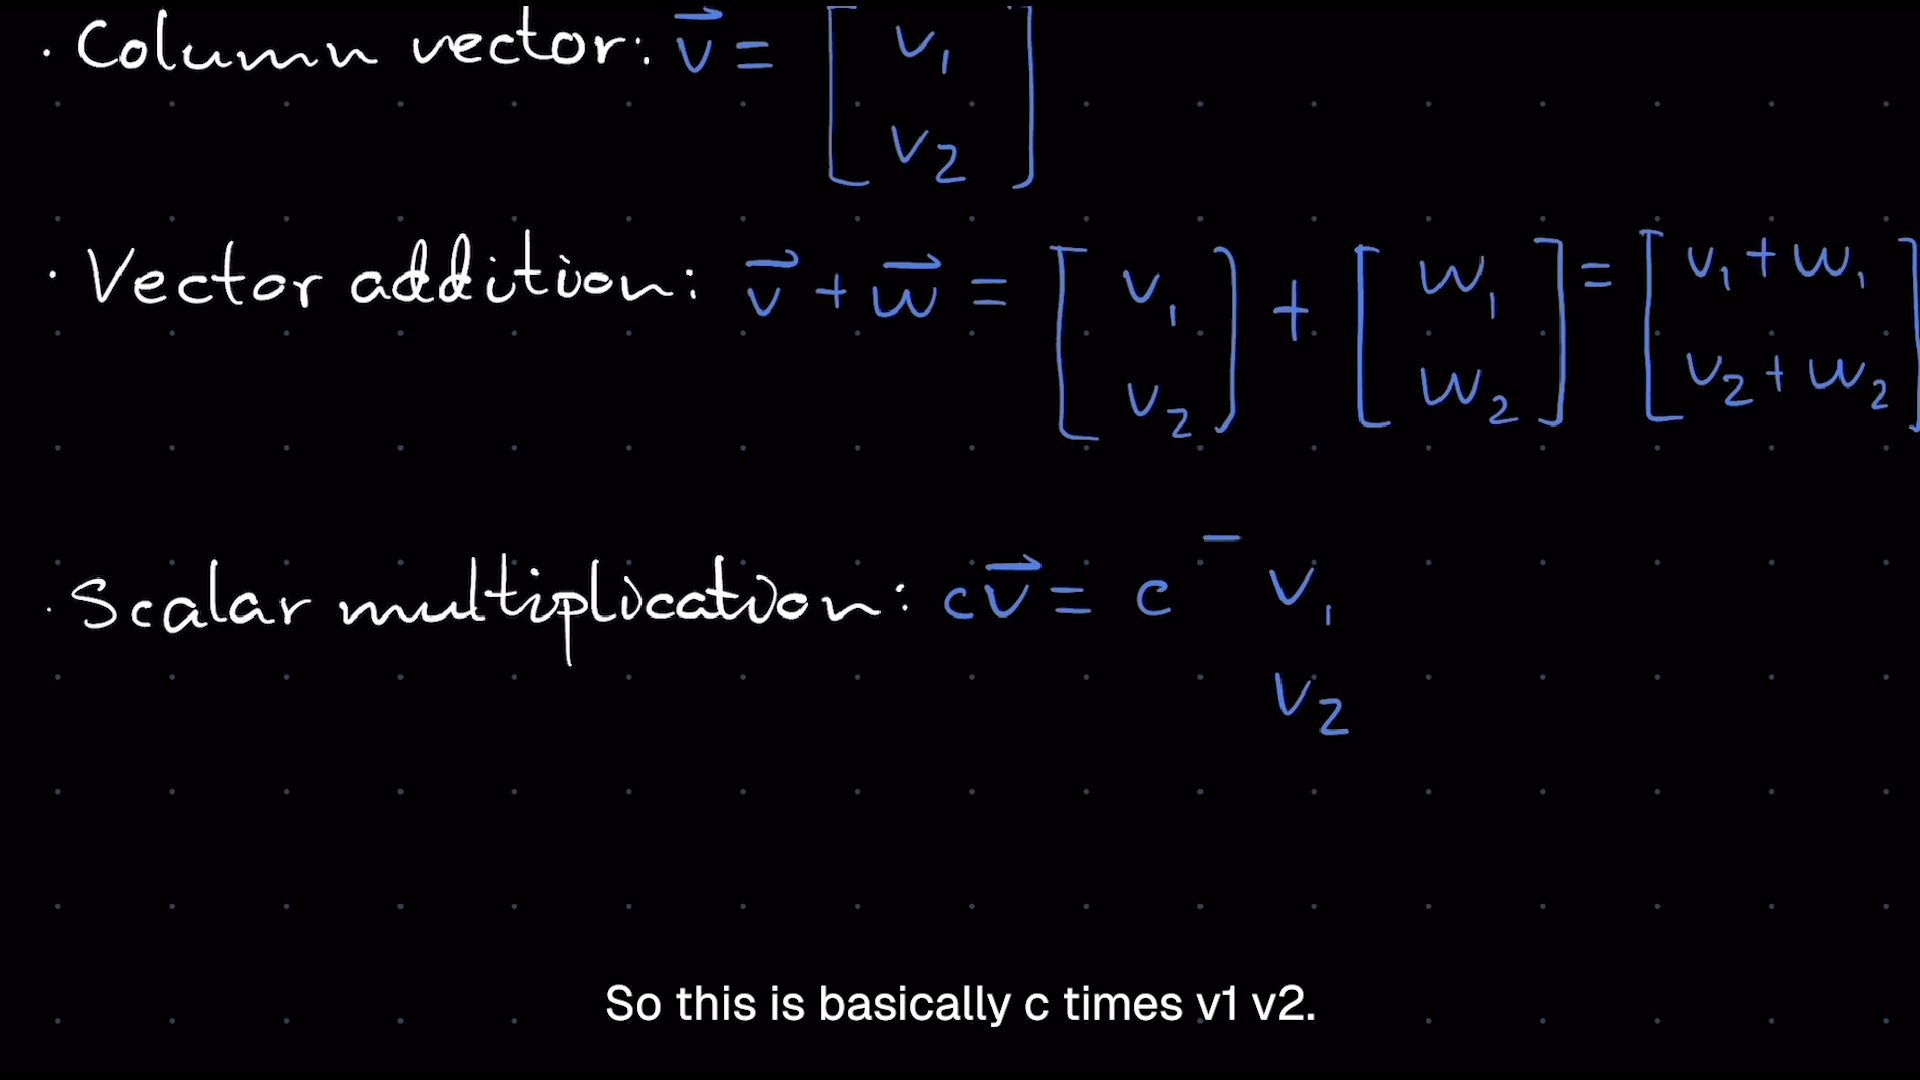 · Column vector: v⃗ = [ v₁
v₂ ]
· Vector addition: v⃗ + w⃗ = [ v₁ v₂ ] + [ w₁ w₂ ] = [ v₁ + w₁
v₂ + w₂ ]
· Scalar multiplication: c v⃗ = c v₁
v₂
So this is basically c times v1 v2.